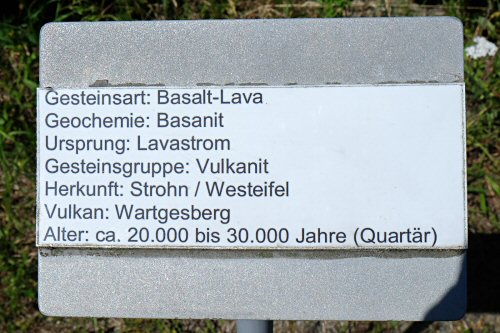 Gesteinsart: Basalt-Lava
Geochemie: Basanit
Ursprung: Lavastrom
Gesteinsgruppe: Vulkanit
Herkunft: Strohn / Westeifel
Vulkan: Wartgesberg
Alter: ca. 20.000 bis 30.000 Jahre (Quartär)